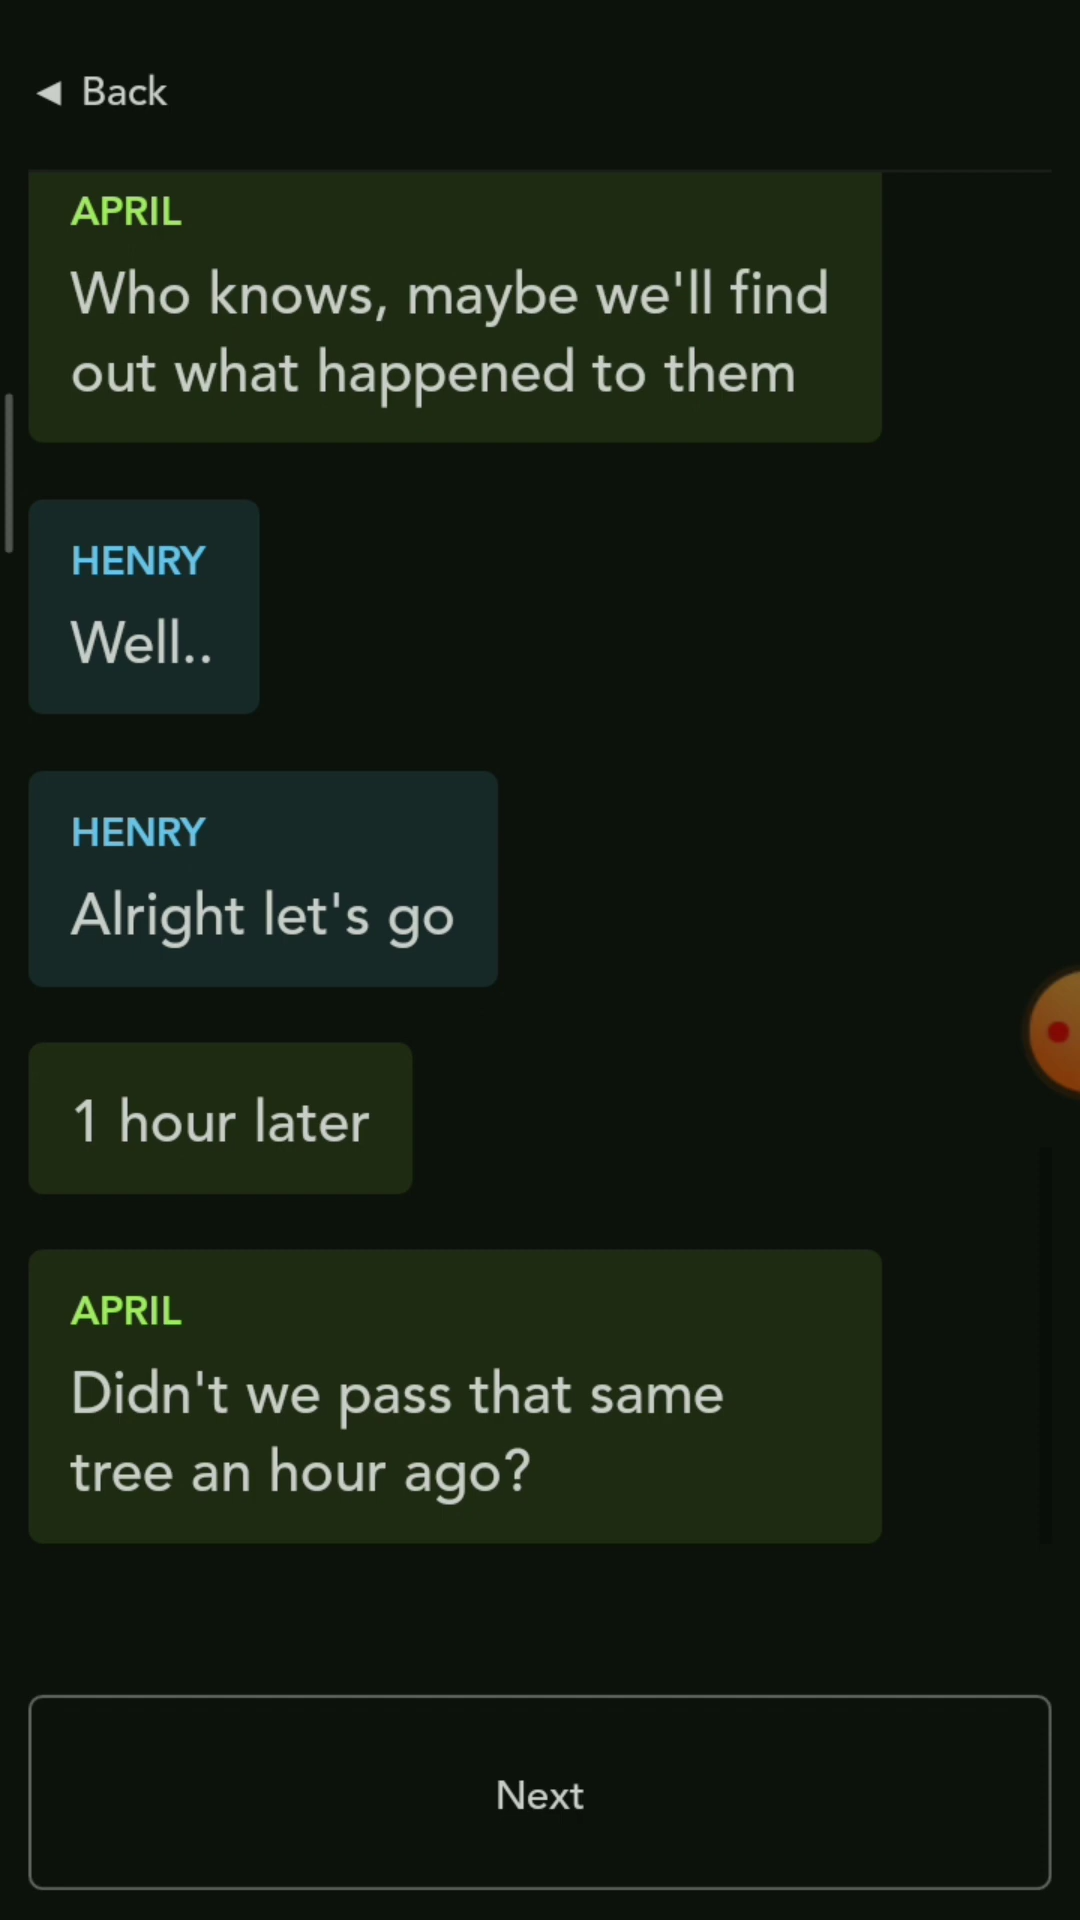 ◀ Back
APRIL
Who knows, maybe we'll find
out what happened to them
HENRY
Well..
HENRY
Alright let's go
1 hour later
APRIL
Didn't we pass that same
tree an hour ago?
Next